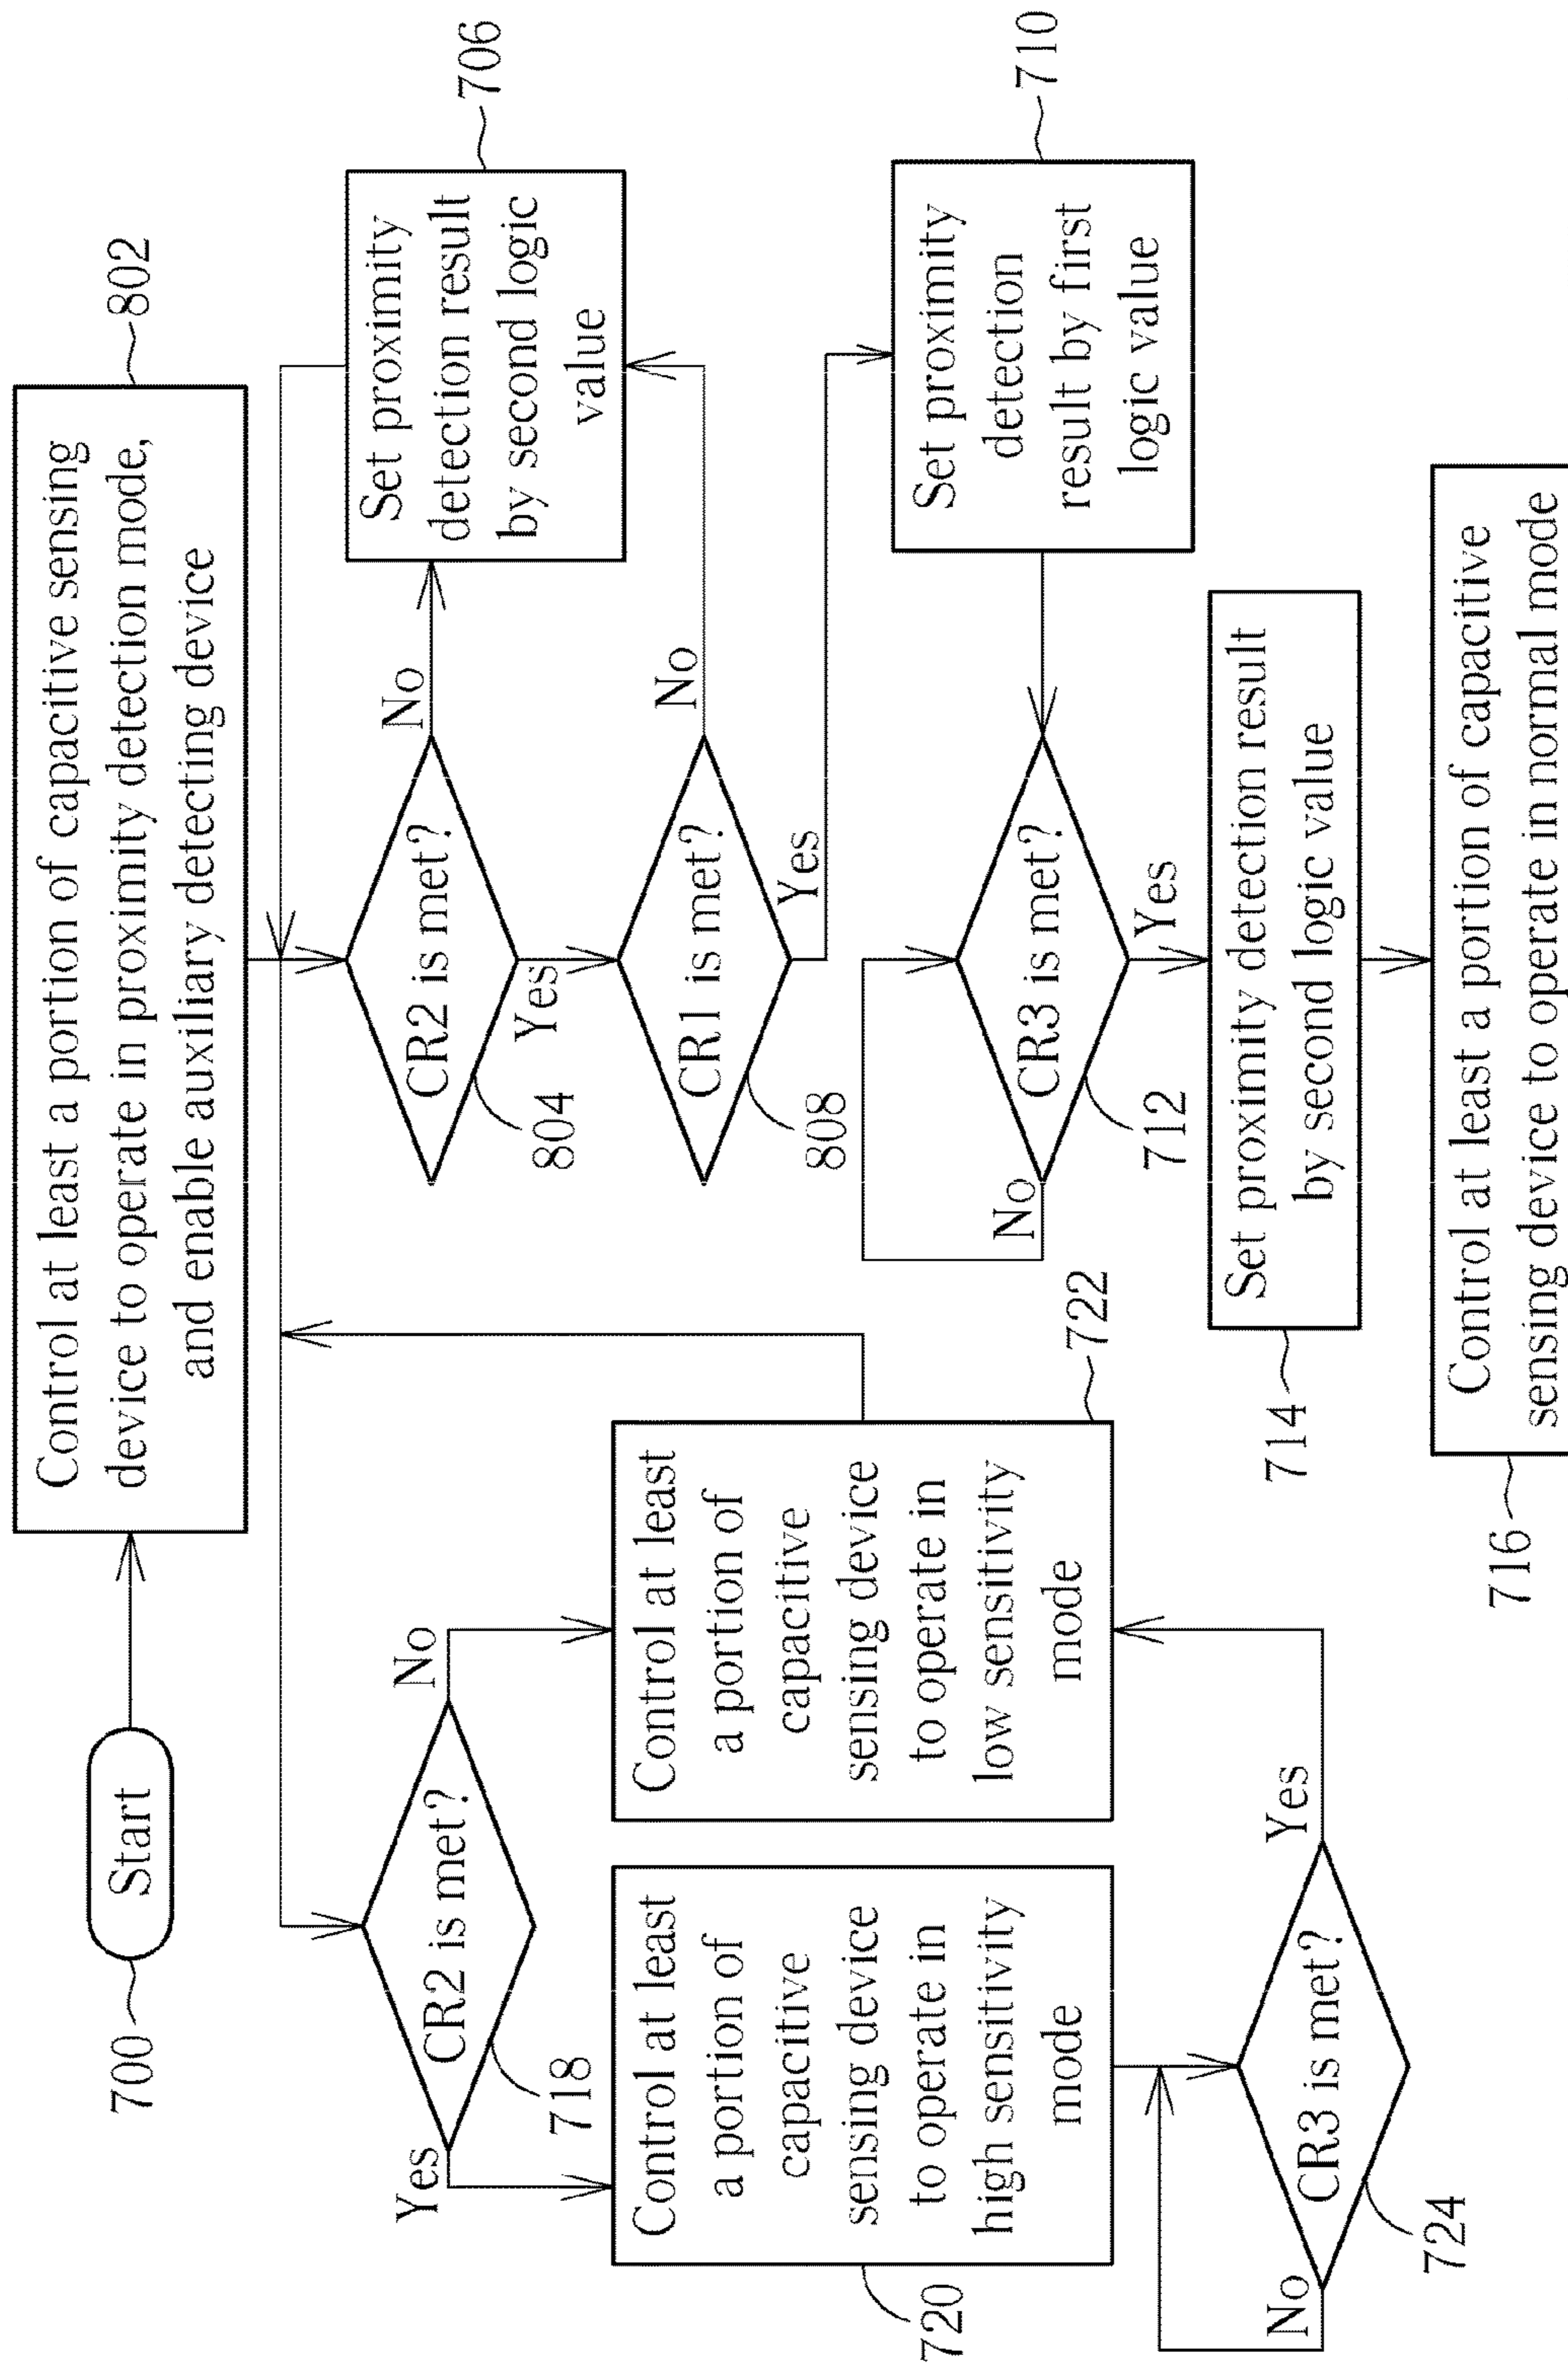 700
Start
802
Control at least a portion of capacitive sensing
device to operate in proximity detection mode,
and enable auxiliary detecting device
CR2 is met?
718
Yes
No
CR2 is met?
804
No
Yes
Set proximity
detection result
by second logic
value
706
Control at least
a portion of
capacitive
sensing device
to operate in
high sensitivity
mode
720
Control at least
a portion of
capacitive
sensing device
to operate in
low sensitivity
mode
722
CR1 is met?
808
No
Yes
Set proximity
detection
result by first
logic value
710
CR3 is met?
712
No
Yes
CR3 is met?
724
No
Yes
Set proximity detection result
by second logic value
714
Control at least a portion of capacitive
sensing device to operate in normal mode
716